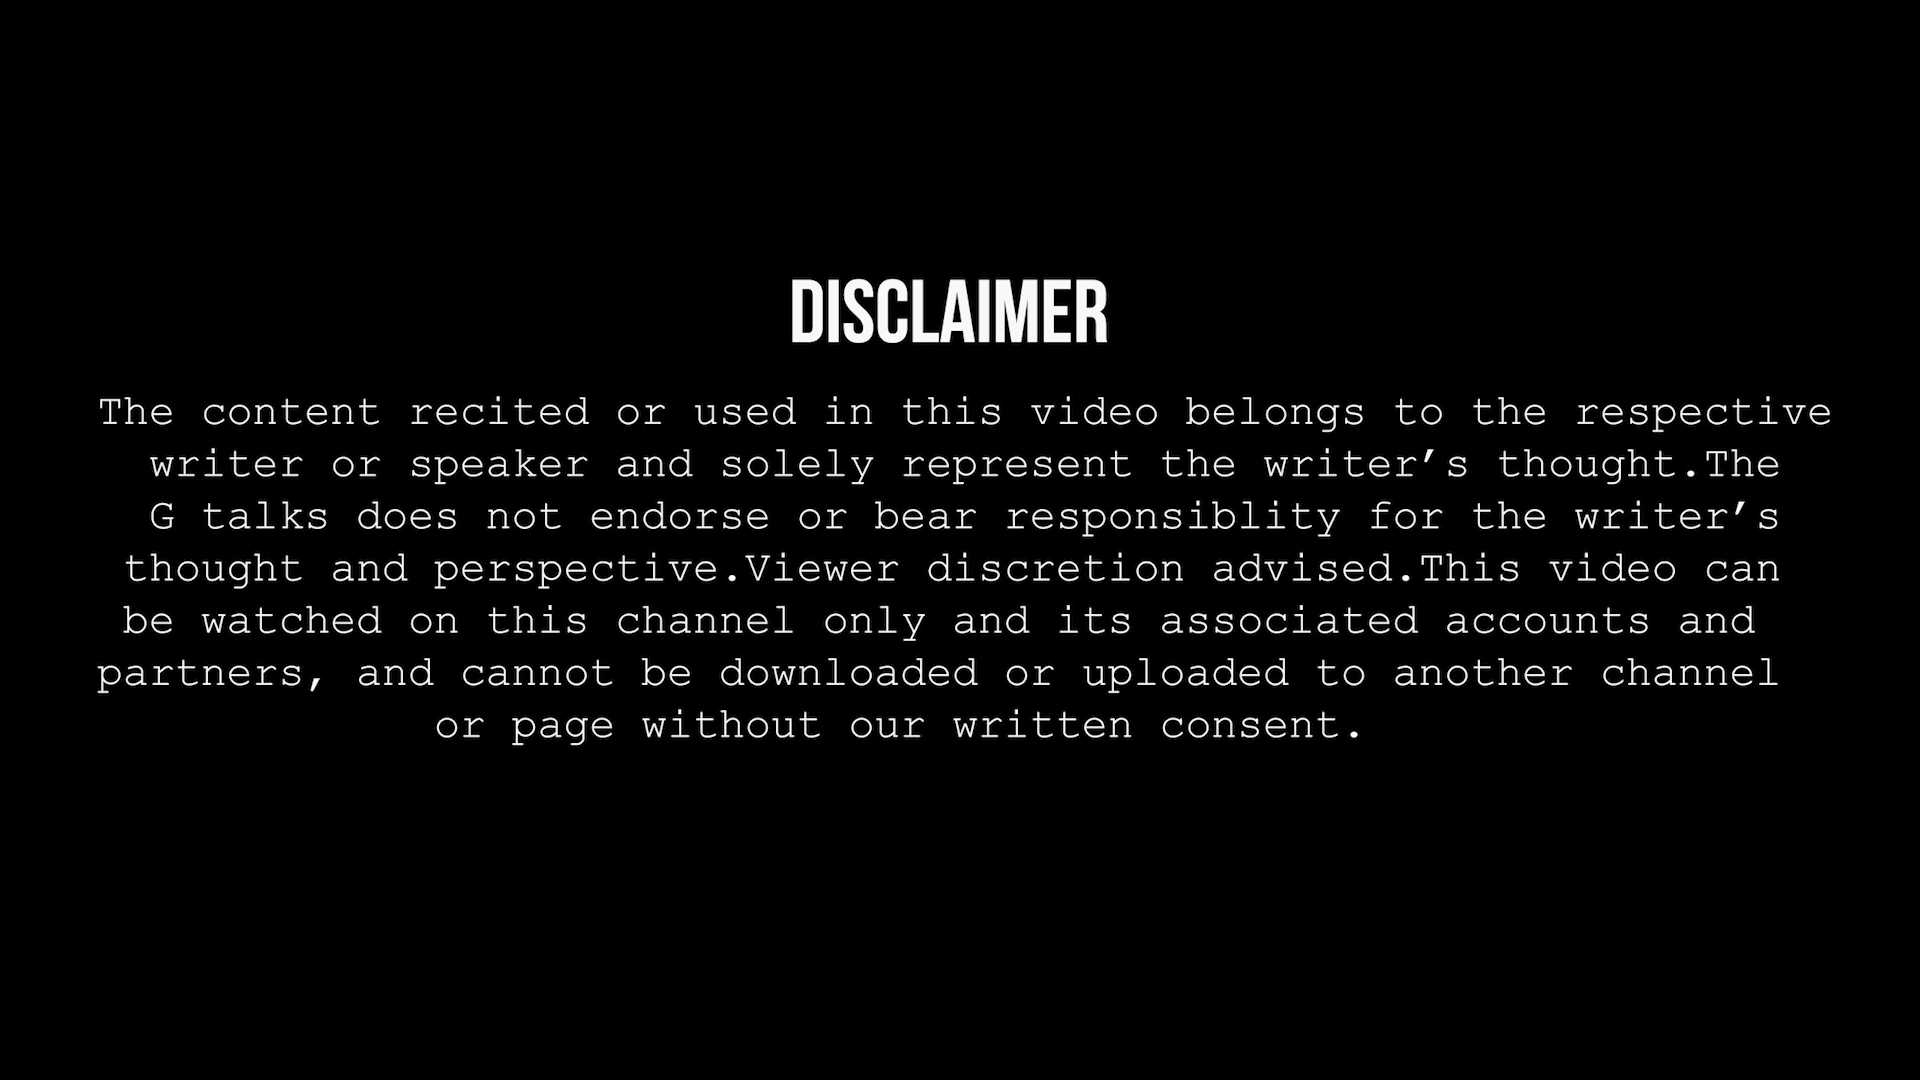 DISCLAIMER
The content recited or used in this video belongs to the respective
writer or speaker and solely represent the writer’s thought.The
G talks does not endorse or bear responsiblity for the writer’s
thought and perspective.Viewer discretion advised.This video can
be watched on this channel only and its associated accounts and
partners, and cannot be downloaded or uploaded to another channel
or page without our written consent.